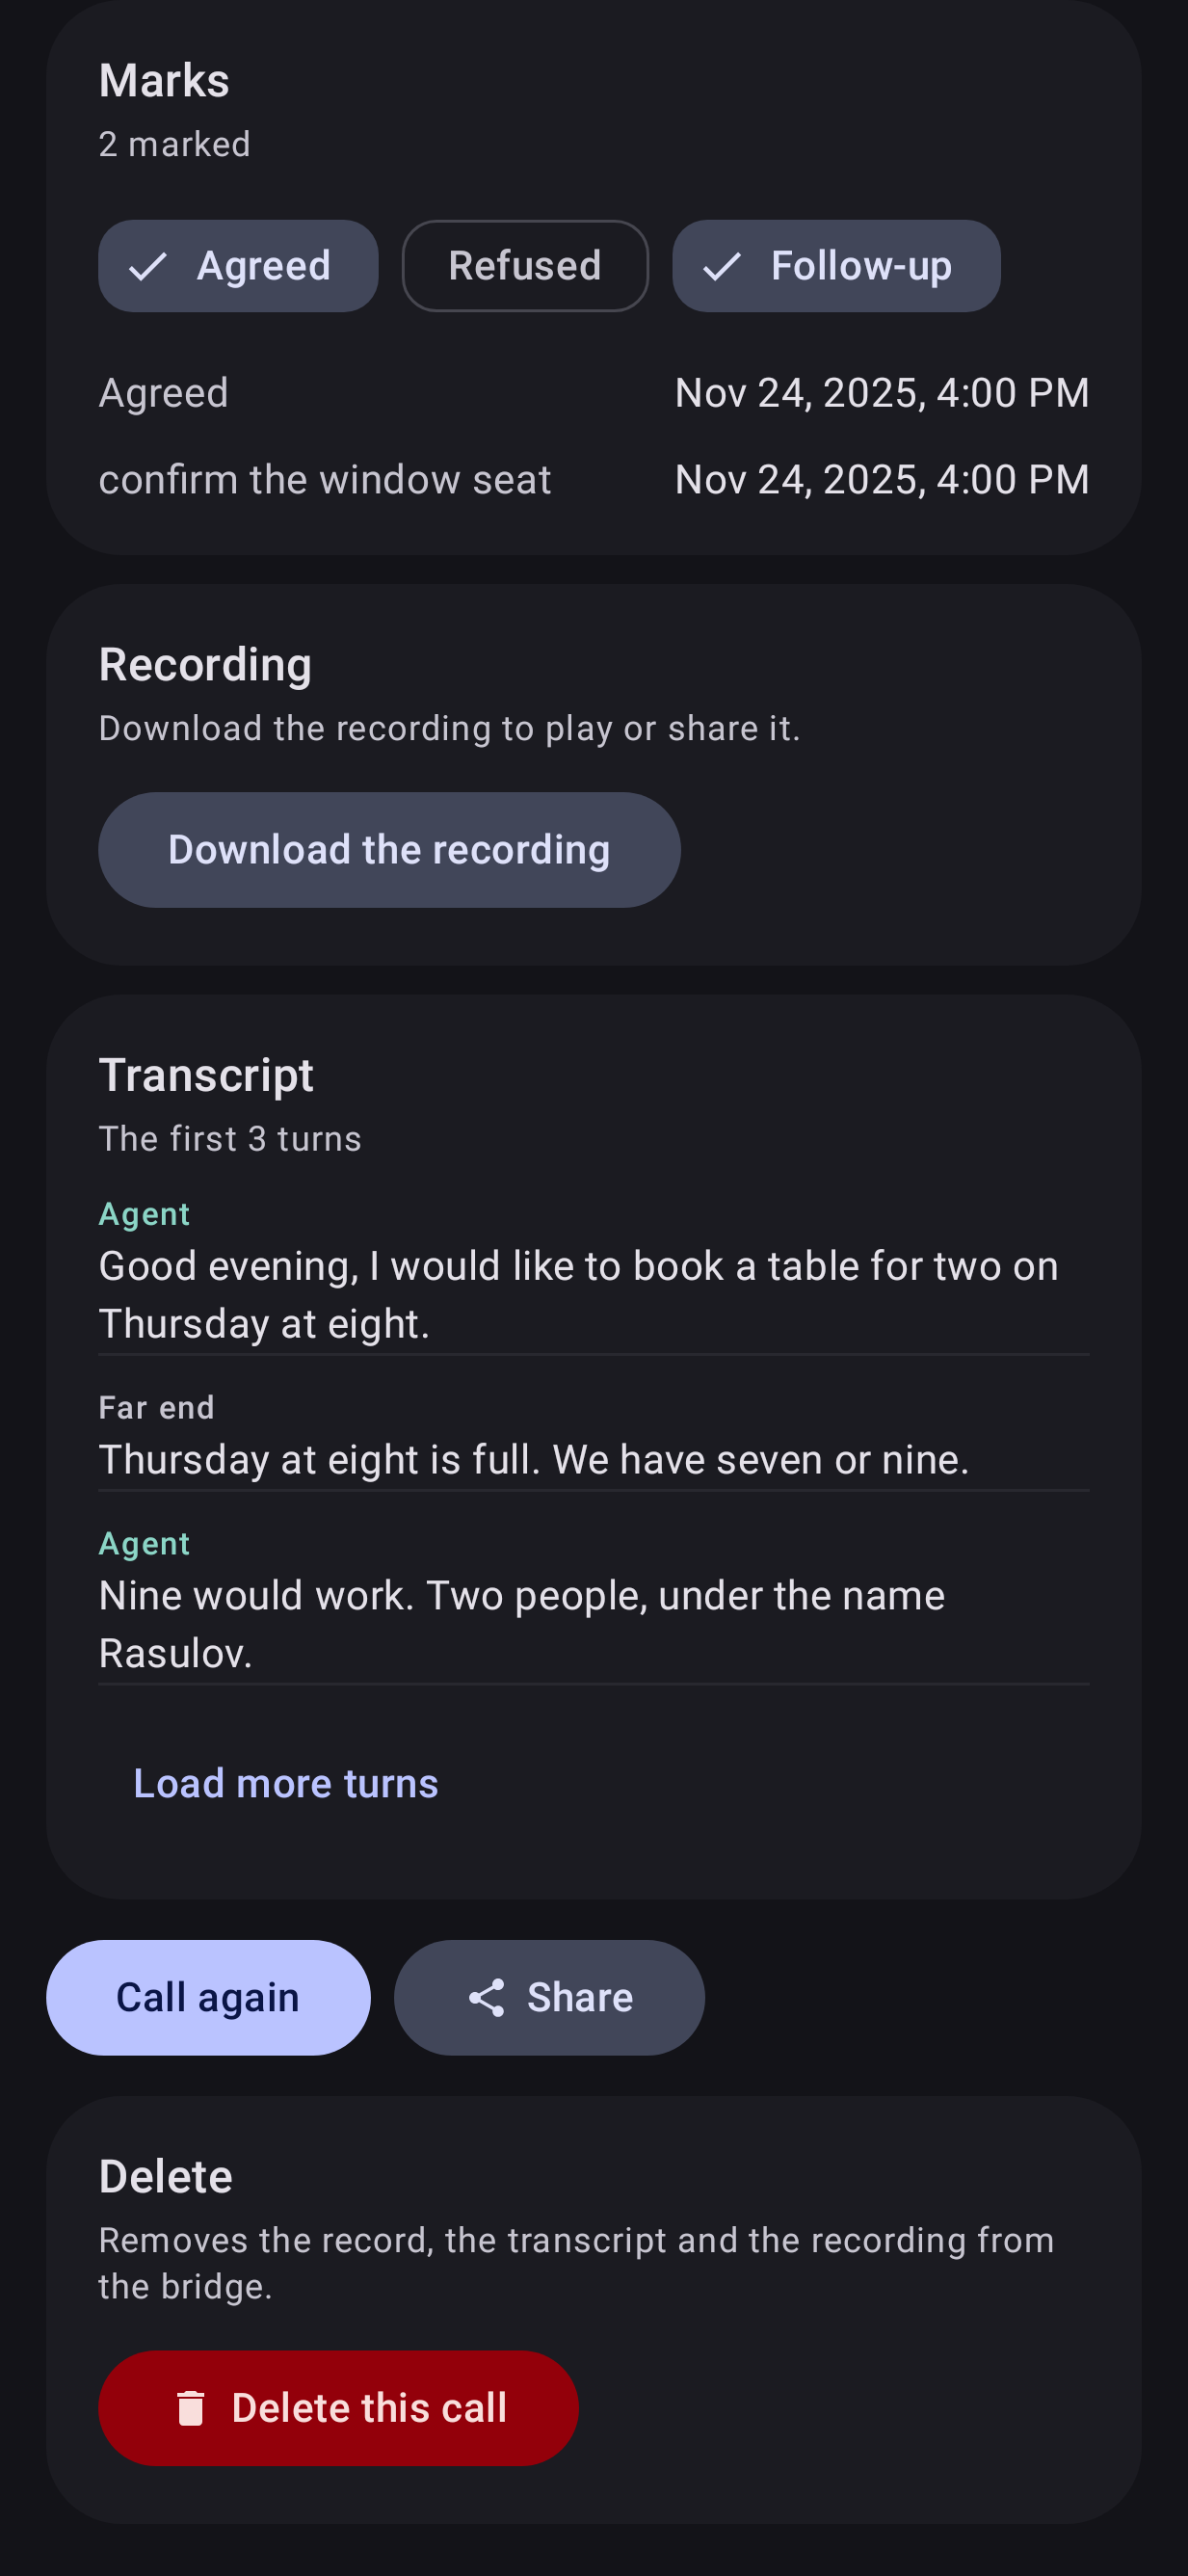 Marks
2 marked
Agreed
Refused
Follow-up
Agreed
Nov 24, 2025, 4:00 PM
confirm the window seat
Nov 24, 2025, 4:00 PM
Recording
Download the recording to play or share it.
Download the recording
Transcript
The first 3 turns
Agent
Good evening, I would like to book a table for two on
Thursday at eight.
Far end
Thursday at eight is full. We have seven or nine.
Agent
Nine would work. Two people, under the name
Rasulov.
Load more turns
Call again
Share
Delete
Removes the record, the transcript and the recording from
the bridge.
Delete this call